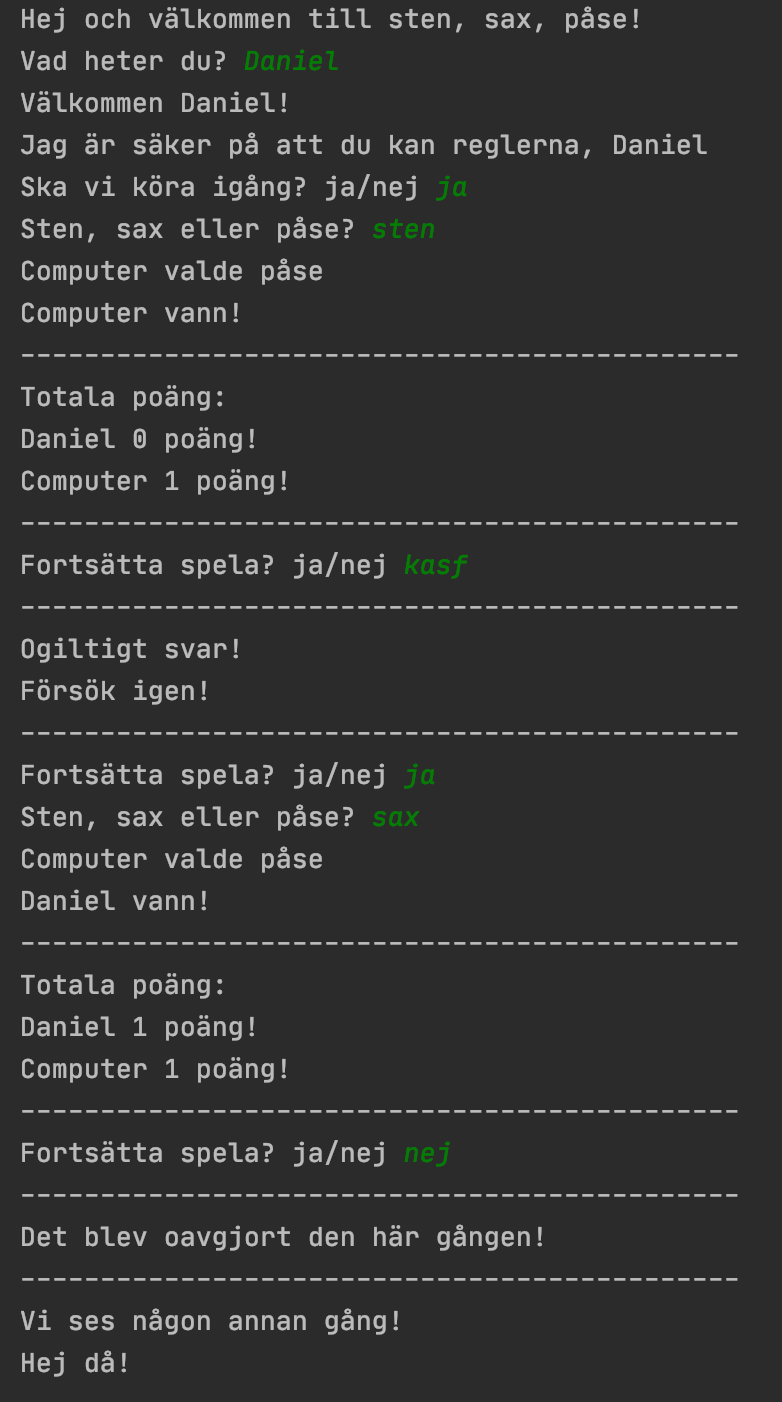 Hej och välkommen till sten, sax, påse!
Vad heter du? Daniel
Välkommen Daniel!
Jag är säker på att du kan reglerna, Daniel
Ska vi köra igång? ja/nej ja
Sten, sax eller påse? sten
Computer valde påse
Computer vann!
---------------------------------------------
Totala poäng:
Daniel 0 poäng!
Computer 1 poäng!
---------------------------------------------
Fortsätta spela? ja/nej kasf
---------------------------------------------
Ogiltigt svar!
Försök igen!
---------------------------------------------
Fortsätta spela? ja/nej ja
Sten, sax eller påse? sax
Computer valde påse
Daniel vann!
---------------------------------------------
Totala poäng:
Daniel 1 poäng!
Computer 1 poäng!
---------------------------------------------
Fortsätta spela? ja/nej nej
---------------------------------------------
Det blev oavgjort den här gången!
---------------------------------------------
Vi ses någon annan gång!
Hej då!